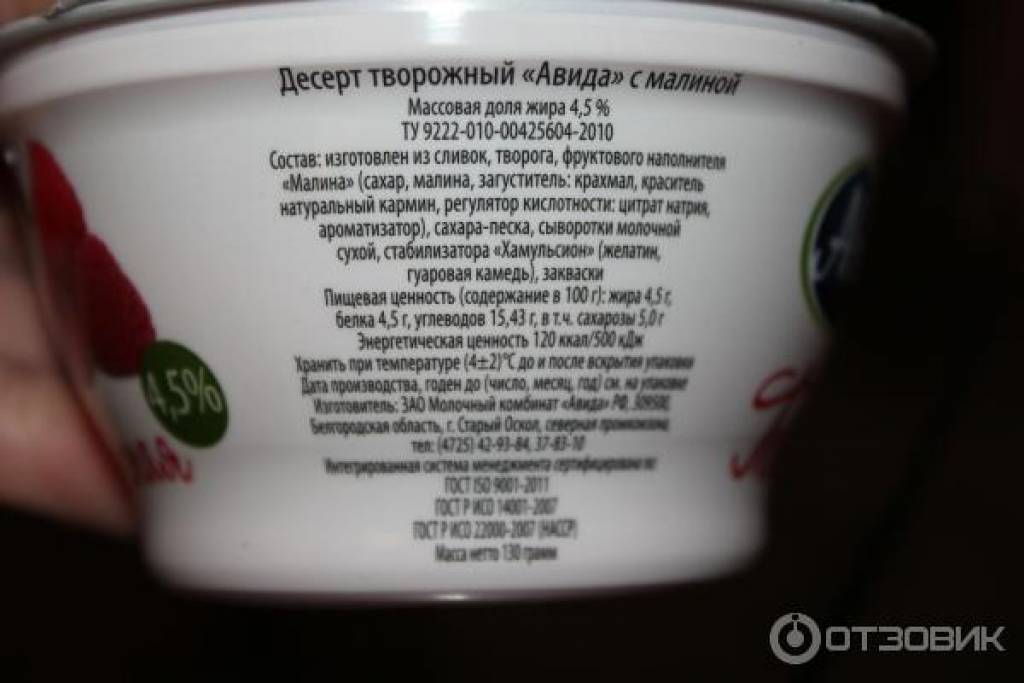 Десерт творожный «Авида» с малиной
Массовая доля жира 4,5 %
ТУ 9222-010-00425604-2010
Состав: изготовлен из сливок, творога, фруктового наполнителя
«Малина» (сахар, малина, загуститель: крахмал, краситель
натуральный кармин, регулятор кислотности: цитрат натрия,
ароматизатор), сахара-песка, сыворотки молочной
сухой, стабилизатора «Хамульсион» (желатин,
гуаровая камедь), закваски
Пищевая ценность (содержание в 100 г): жира 4,5 г,
белка 4,5 г, углеводов 15,43 г, в т.ч. сахарозы 5,0 г
Энергетическая ценность 120 ккал/500 кДж
Хранить при температуре (4±2)°С до и после вскрытия упаковки
Дата производства, годен до (число, месяц, год) см. на упаковке
Изготовитель: ЗАО Молочный комбинат «Авида» РФ, 309500,
Белгородская область, г. Старый Оскол, северная промкомзона,
тел: (4725) 42-93-84, 37-83-10
Интегрированная система менеджмента сертифицирована по:
ГОСТ ISO 9001-2011
ГОСТ Р ИСО 14001-2007
ГОСТ Р ИСО 22000-2007 (НАССР)
Масса нетто 130 грамм
4,5%
ОТЗОВИК